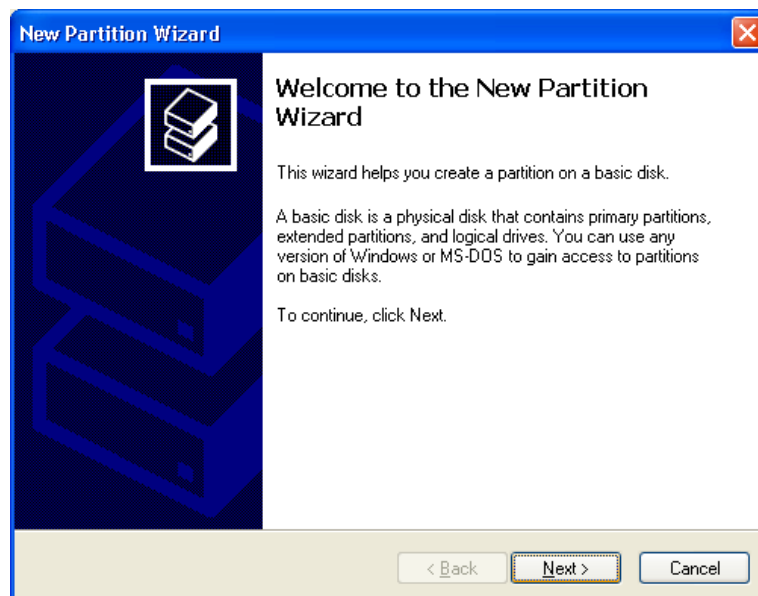 New Partition Wizard
Welcome to the New Partition
Wizard
This wizard helps you create a partition on a basic disk.
A basic disk is a physical disk that contains primary partitions,
extended partitions, and logical drives. You can use any
version of Windows or MS-DOS to gain access to partitions
on basic disks.
To continue, click Next.
< Back
Next >
Cancel